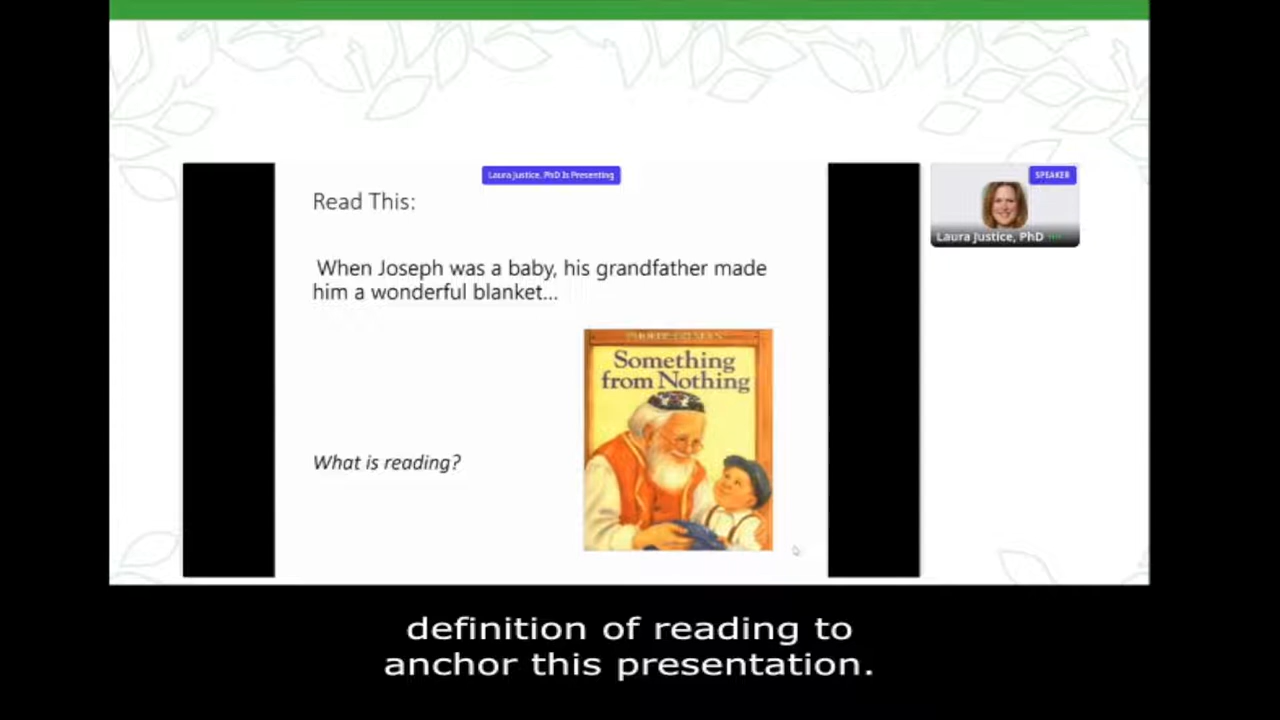 Laura Justice, PhD Is Presenting
SPEAKER
Laura Justice, PhD
Read This:
When Joseph was a baby, his grandfather made
him a wonderful blanket...
Something
from Nothing
What is reading?
definition of reading to
anchor this presentation.